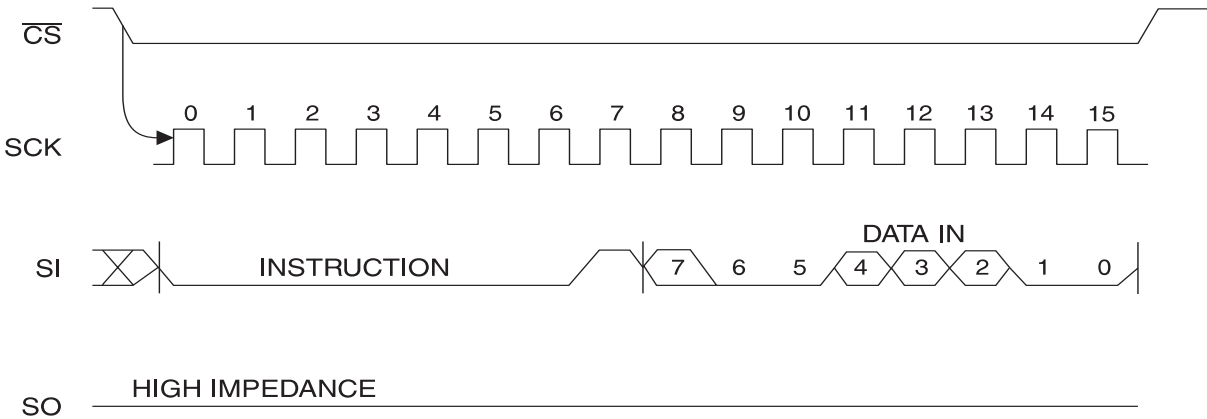 CS
0 1 2 3 4 5 6 7 8 9 10 11 12 13 14 15
SCK
DATA IN
SI INSTRUCTION 7 6 5 4 3 2 1 0
HIGH IMPEDANCE
SO